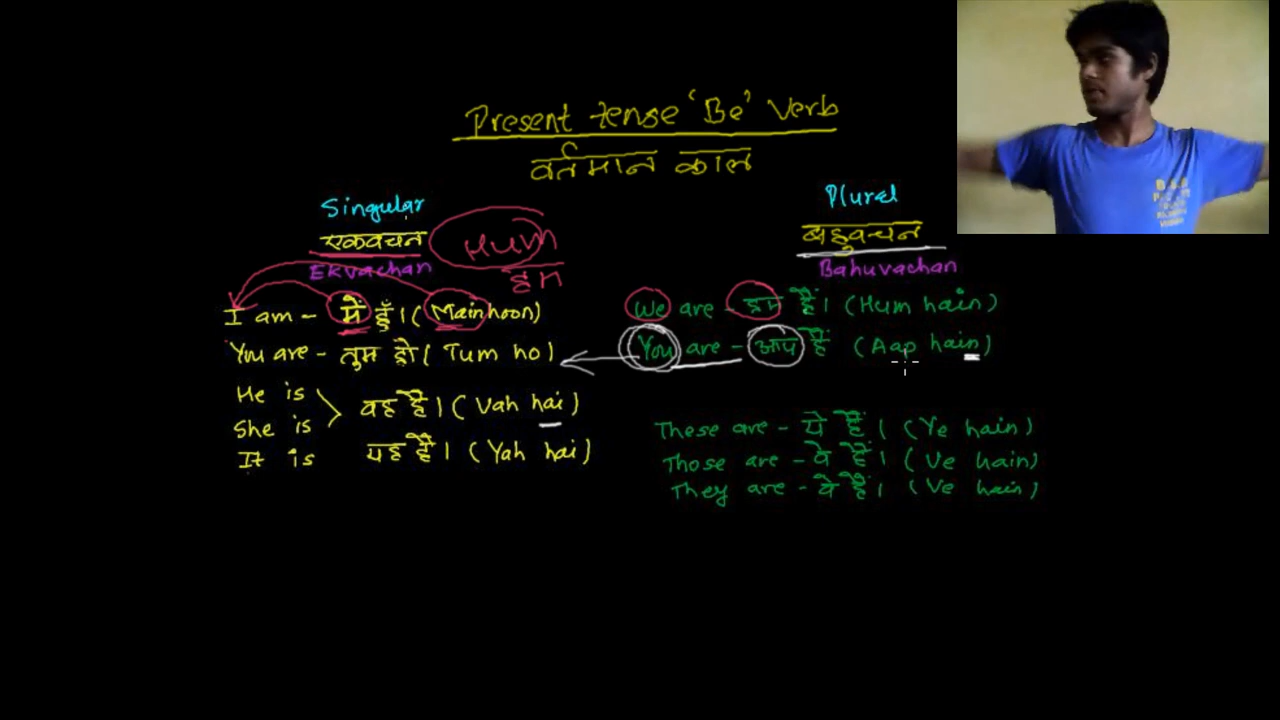 Present tense 'Be' Verb
वर्तमान काल
Singular
एकवचन
Ekvachan
Hum
हम
I am - मैं हूँ। (Main hoon)
You are - तुम हो (Tum ho)
He is
She is
वह है। (Vah hai)
It is
यह है। (Yah hai)
Plural
बहुवचन
Bahuvachan
We are - हम हैं। (Hum hain)
You are - आप हैं (Aap hain)
These are - ये हैं। (Ye hain)
Those are - वे हैं। (Ve hain)
They are - वे हैं। (Ve hain)